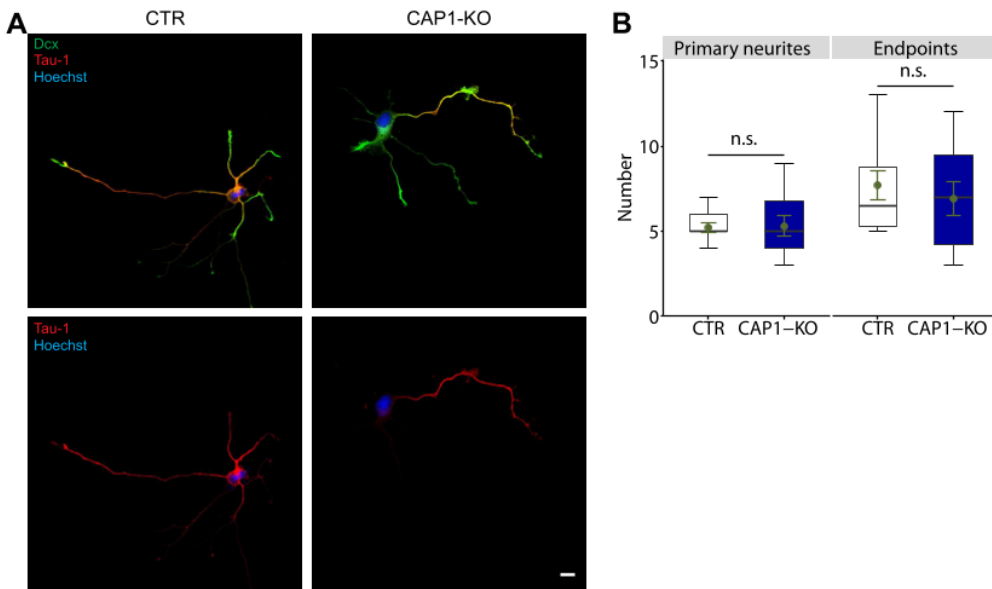 CTR
CAP1-KO
A
Dcx
Tau-1
Hoechst
Tau-1
Hoechst
B
Primary neurites
Endpoints
Number
15
10
5
0
n.s.
n.s.
CTR
CAP1–KO
CTR
CAP1–KO